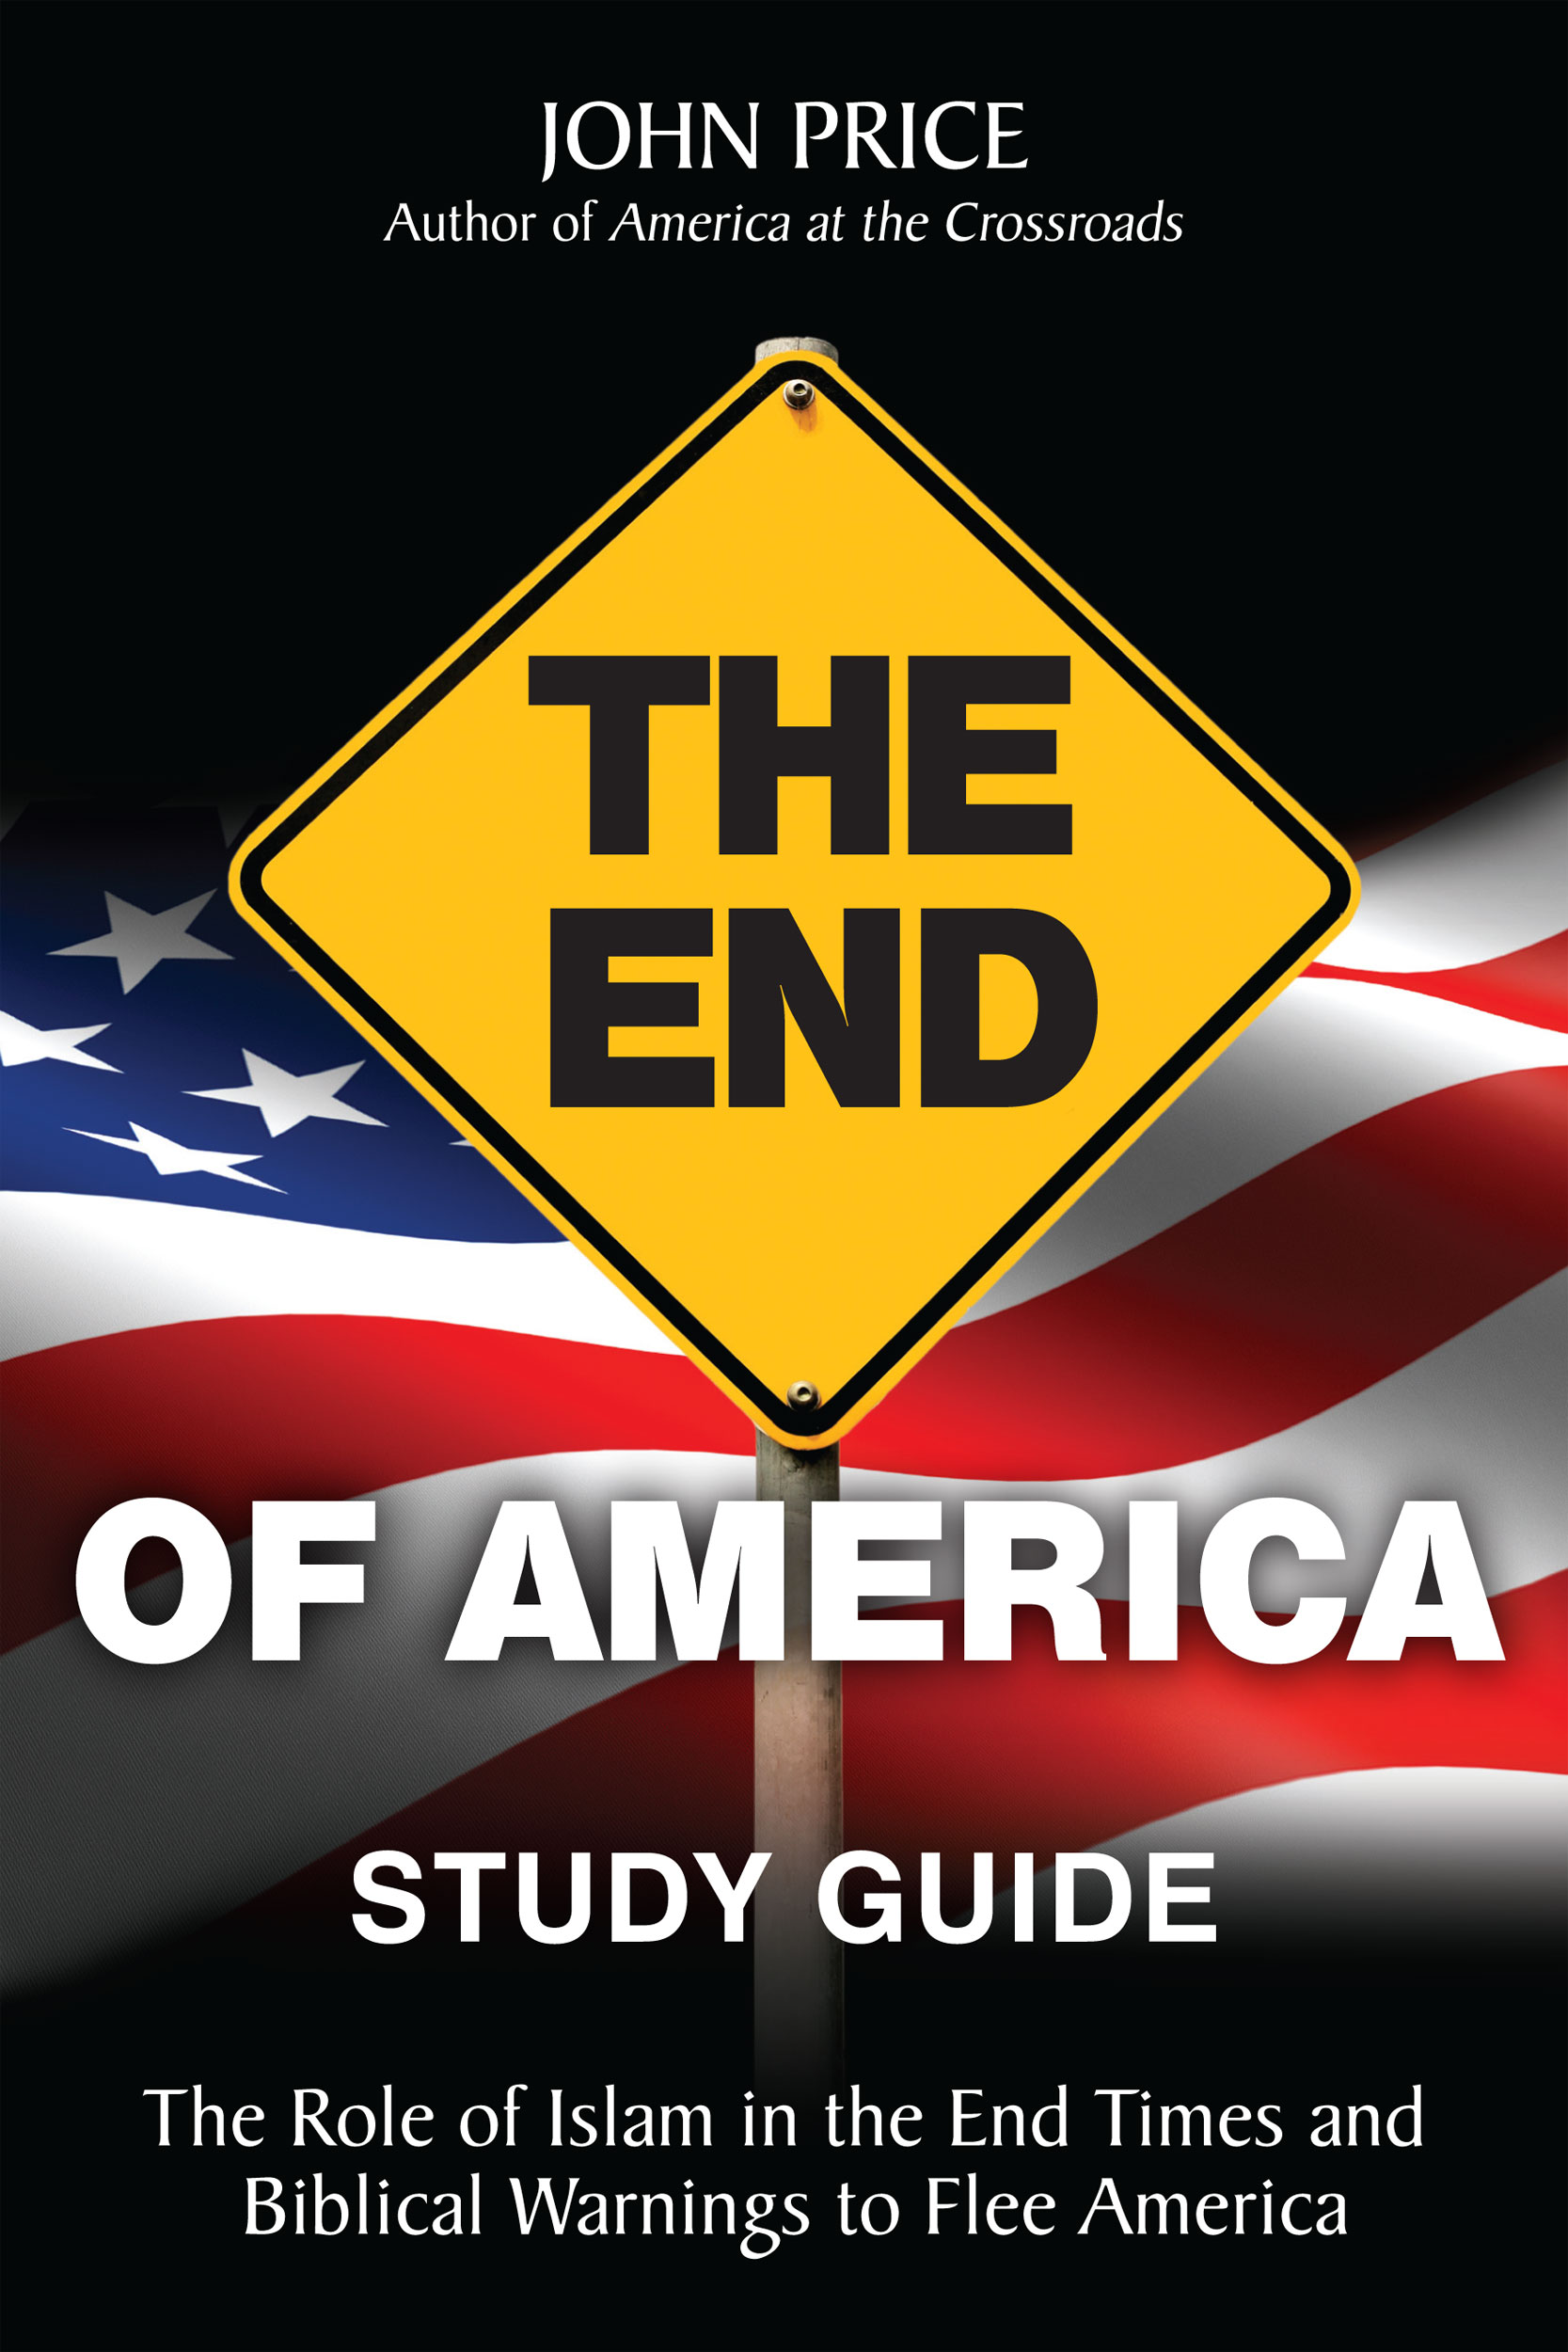 JOHN PRICE
Author of America at the Crossroads
THE
END
OF AMERICA
STUDY GUIDE
The Role of Islam in the End Times and
Biblical Warnings to Flee America